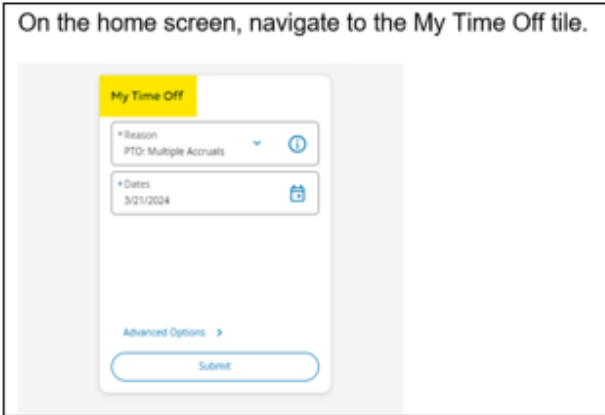 On the home screen, navigate to the My Time Off tile.
My Time Off
*Reason
PTO: Multiple Accruals
*Dates
3/21/2024
Advanced Options
Submit